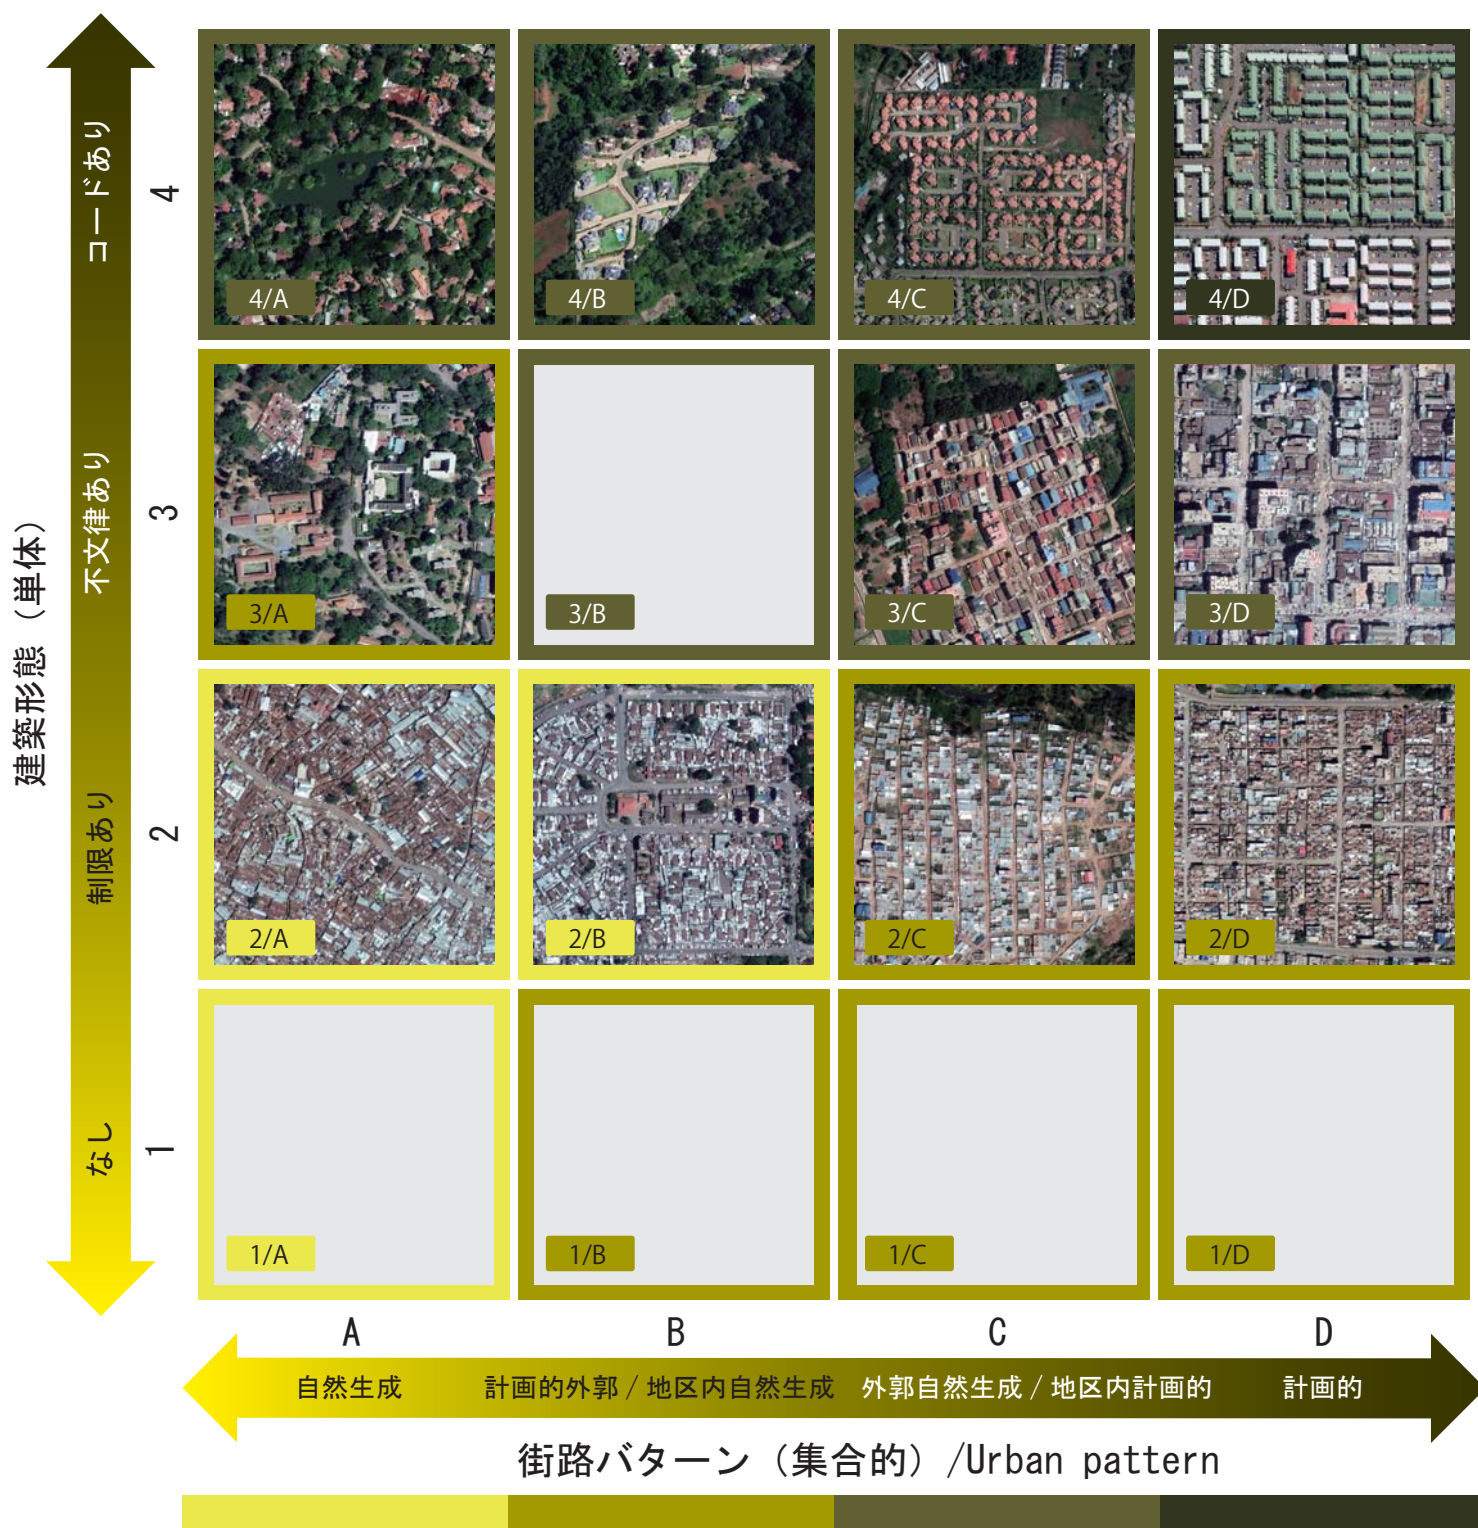 建築形態（単体）
コードあり
不文律あり
制限あり
なし
4
3
2
1
4/A
4/B
4/C
4/D
3/A
3/B
3/C
3/D
2/A
2/B
2/C
2/D
1/A
1/B
1/C
1/D
A
B
C
D
自然生成
計画的外郭/地区内自然生成
外郭自然生成/地区内計画的
計画的
街路パターン（集合的）/Urban pattern